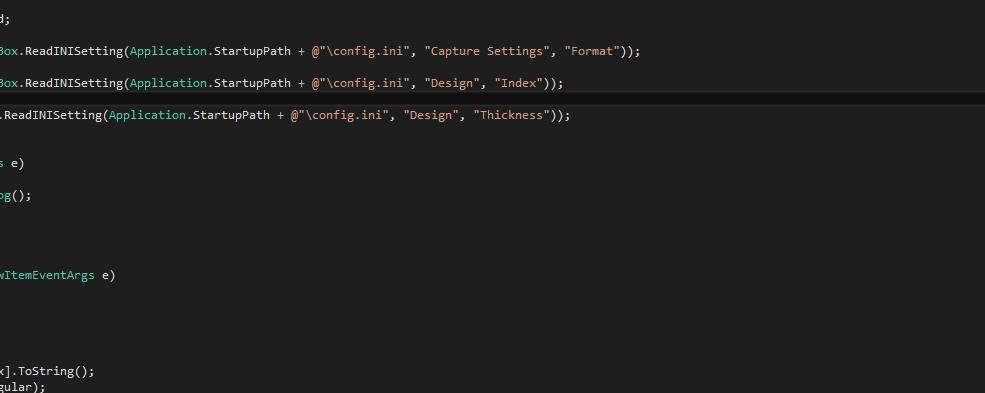 d;
Box.ReadINISetting(Application.StartupPath + @"\config.ini", "Capture Settings", "Format"));
Box.ReadINISetting(Application.StartupPath + @"\config.ini", "Design", "Index"));
.ReadINISetting(Application.StartupPath + @"\config.ini", "Design", "Thickness"));
s e)
og();
wItemEventArgs e)
x].ToString();
gular);